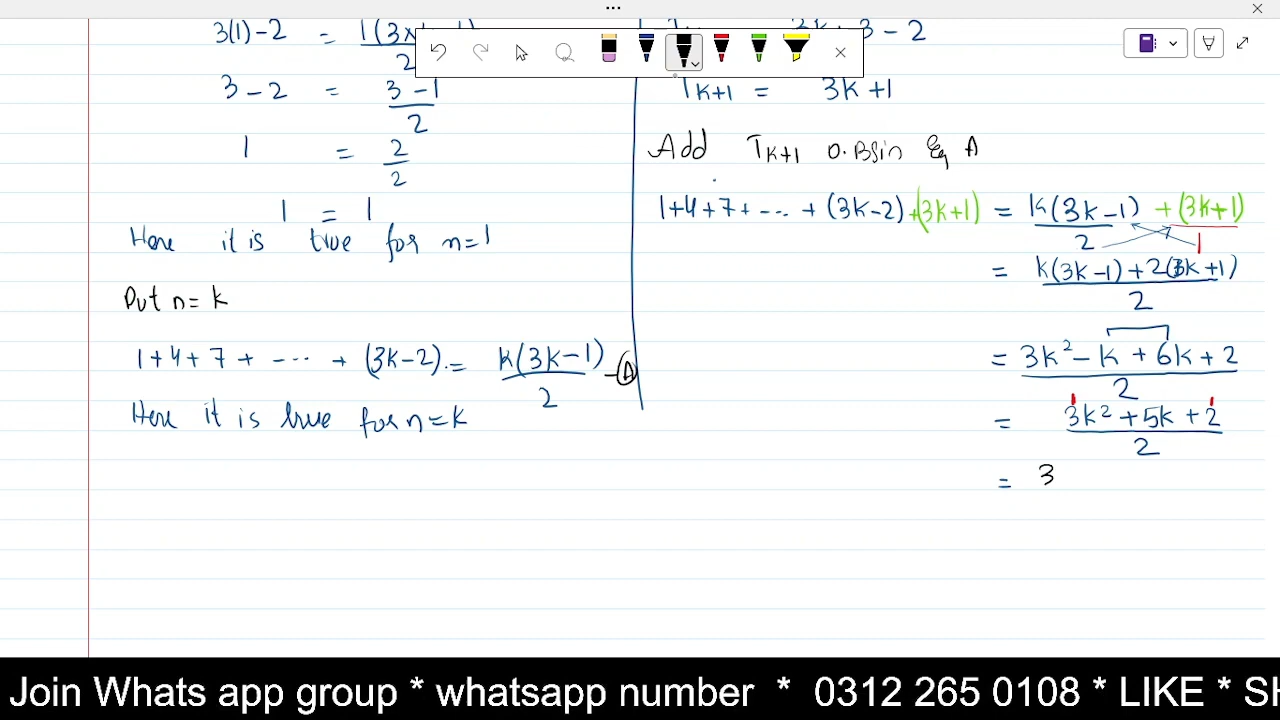 3(1)-2 =
3-2 = 3-1/2
1 = 2/2
1 = 1
Here it is true for n=1
Put n=k
1+4+7+ --- + (3k-2). = k(3k-1)/2 -A
Here it is true for n=k
3-2
Tk+1 = 3k+1
Add Tk+1 o.Bsin Eq A
1+4+7+--- + (3k-2)+(3k+1) = k(3k-1)/2 + (3k+1)/1
= k(3k-1)+2(3k+1)/2
= 3k²-k+6k+2/2
= 3k²+5k+2/2
= 3
Join Whats app group * whatsapp number * 0312 265 0108 * LIKE * SH